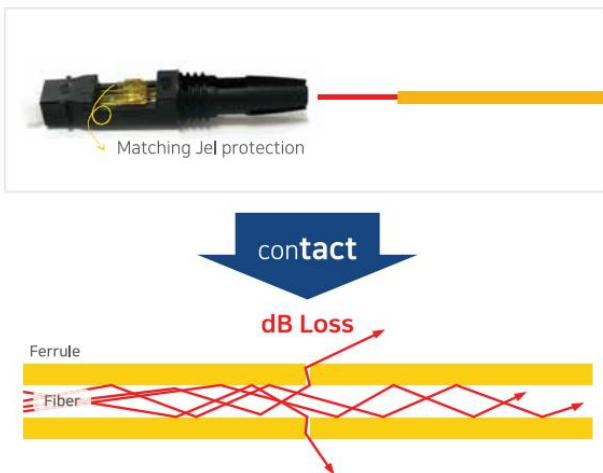 Matching Jel protection
contact
dB Loss
Ferrule
Fiber